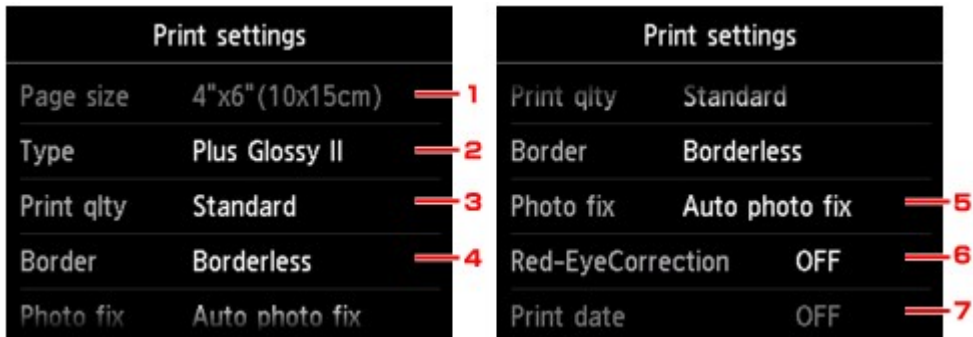 Print settings
Page size 4"x6"(10x15cm) 1
Type Plus Glossy II 2
Print qlty Standard 3
Border Borderless 4
Photo fix Auto photo fix
Print settings
Print qlty Standard
Border Borderless
Photo fix Auto photo fix 5
Red-EyeCorrection OFF 6
Print date OFF 7